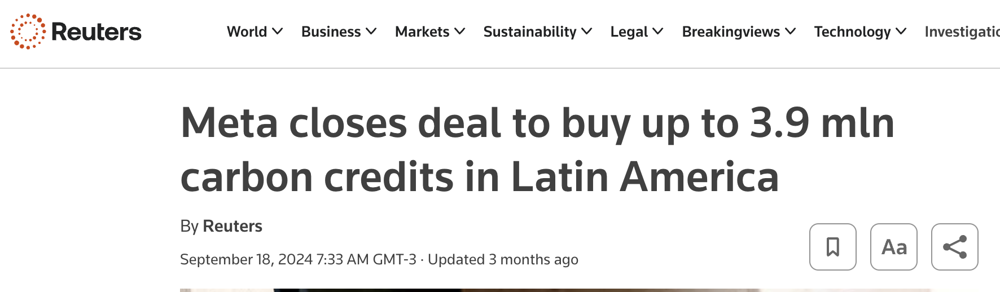 Reuters
World Business Markets Sustainability Legal Breakingviews Technology Investigatio
Meta closes deal to buy up to 3.9 mln
carbon credits in Latin America
By Reuters
September 18, 2024 7:33 AM GMT-3 · Updated 3 months ago
Aa